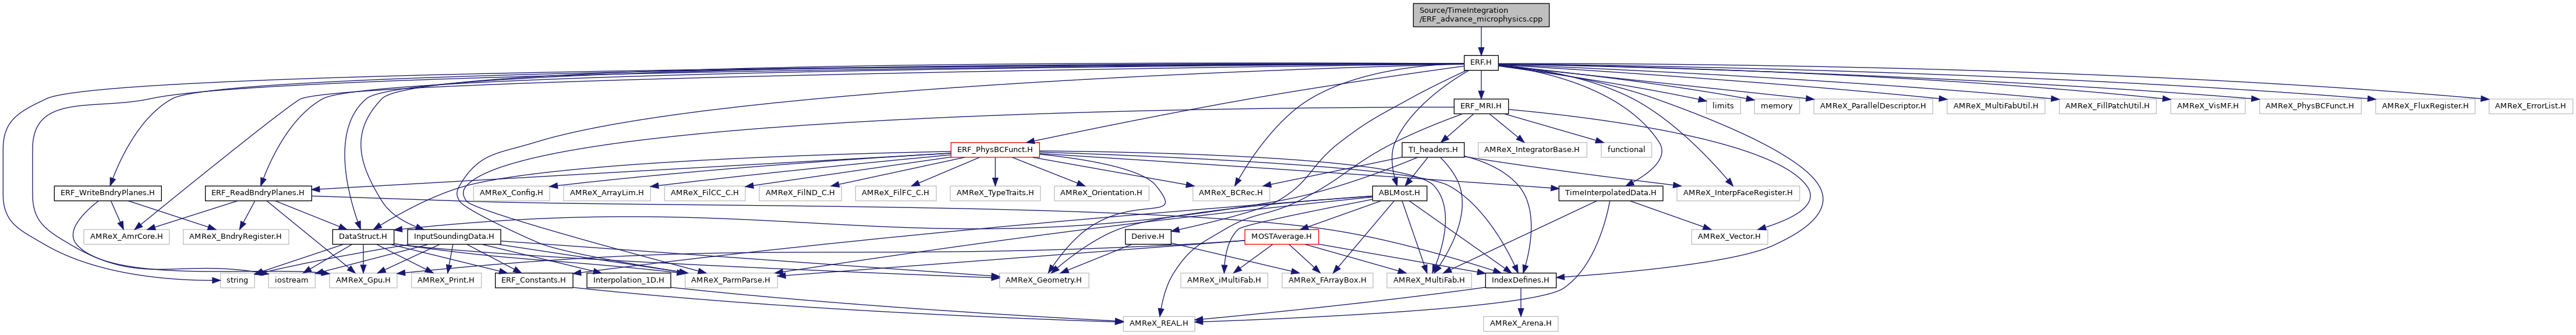 Source/TimeIntegration
/ERF_advance_microphysics.cpp
ERF.H
ERF_MRI.H
limits
memory
AMReX_ParallelDescriptor.H
AMReX_MultiFabUtil.H
AMReX_FillPatchUtil.H
AMReX_VisMF.H
AMReX_PhysBCFunct.H
AMReX_FluxRegister.H
AMReX_ErrorList.H
ERF_PhysBCFunct.H
TI_headers.H
AMReX_IntegratorBase.H
functional
ERF_WriteBndryPlanes.H
ERF_ReadBndryPlanes.H
AMReX_Config.H
AMReX_ArrayLim.H
AMReX_FilCC_C.H
AMReX_FilND_C.H
AMReX_FilFC_C.H
AMReX_TypeTraits.H
AMReX_Orientation.H
AMReX_BCRec.H
ABLMost.H
TimeInterpolatedData.H
AMReX_InterpFaceRegister.H
AMReX_AmrCore.H
AMReX_BndryRegister.H
DataStruct.H
InputSoundingData.H
Derive.H
MOSTAverage.H
AMReX_Vector.H
string
iostream
AMReX_Gpu.H
AMReX_Print.H
ERF_Constants.H
Interpolation_1D.H
AMReX_ParmParse.H
AMReX_Geometry.H
AMReX_iMultiFab.H
AMReX_FArrayBox.H
AMReX_MultiFab.H
IndexDefines.H
AMReX_REAL.H
AMReX_Arena.H